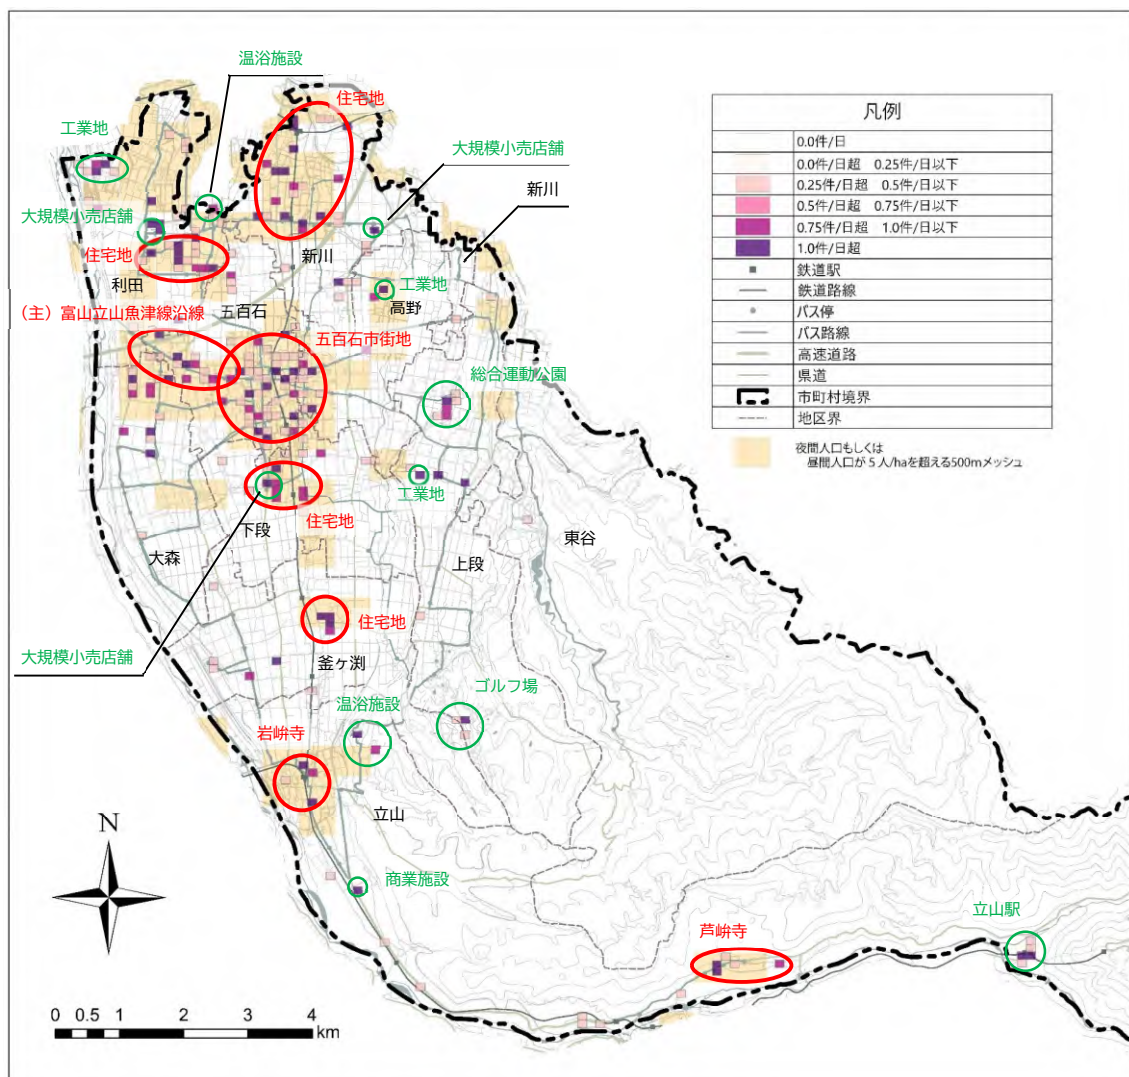 温浴施設
住宅地
工業地
大規模小売店舗
新川
大規模小売店舗
住宅地
新川
利田
工業地
高野
五百石
(主)富山立山魚津線沿線
五百石市街地
総合運動公園
工業地
下段
住宅地
大森
上段
東谷
住宅地
大規模小売店舗
釜ヶ渕
ゴルフ場
温浴施設
岩峅寺
立山
商業施設
芦峅寺
立山駅
N
0 0.5 1 2 3 4
km
凡例
0.0件/日
0.0件/日超 0.25件/日以下
0.25件/日超 0.5件/日以下
0.5件/日超 0.75件/日以下
0.75件/日超 1.0件/日以下
1.0件/日超
鉄道駅
鉄道路線
バス停
バス路線
高速道路
県道
市町村境界
地区界
夜間人口もしくは
昼間人口が5人/haを超える500mメッシュ